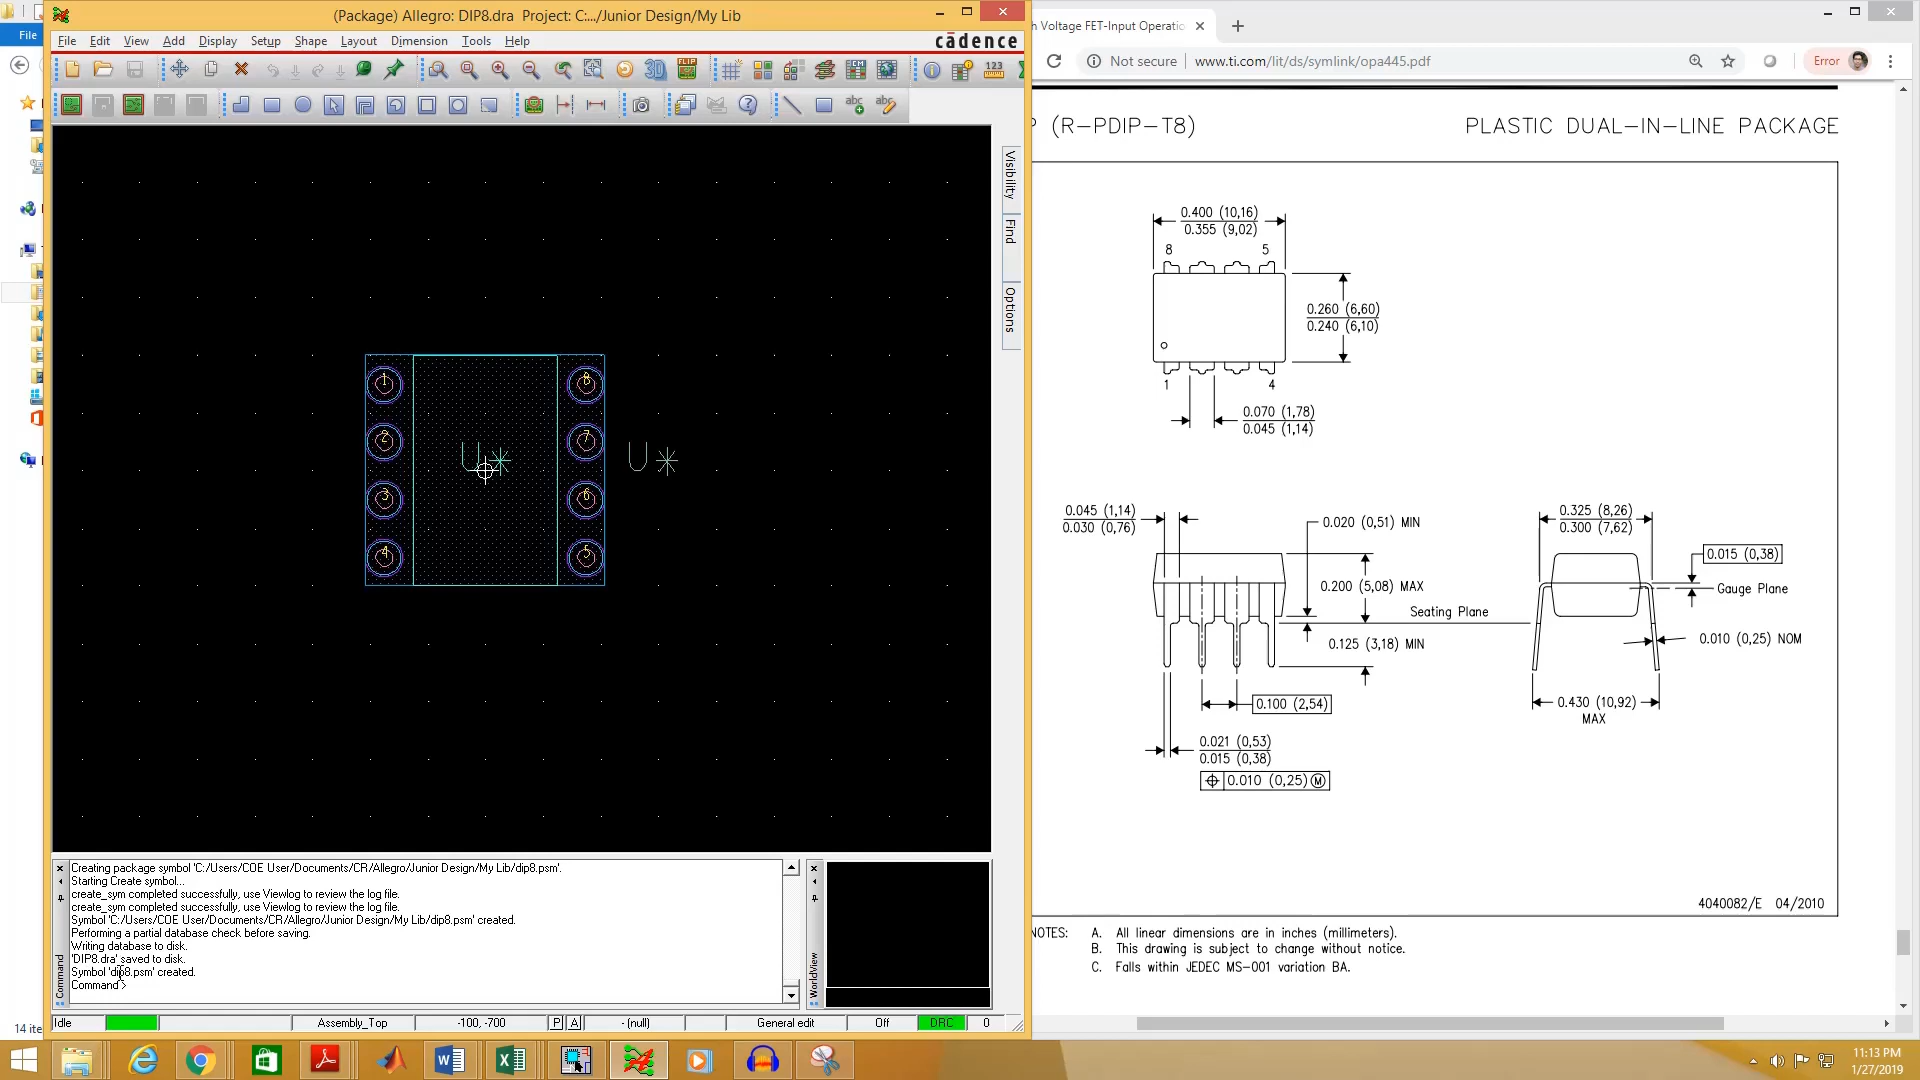 (Package) Allegro: DIP8.dra Project: C:.../Junior Design/My Lib
File Edit View Add Display Setup Shape Layout Dimension Tools Help
cādence
Visibility
Find
Options
1
2
3
4
8
7
6
5
U*
U*
Creating package symbol 'C:/Users/COE User/Documents/CR/Allegro/Junior Design/My Lib/dip8.psm'.
Starting Create symbol...
create_sym completed successfully, use Viewlog to review the log file.
create_sym completed successfully, use Viewlog to review the log file.
Symbol 'C:/Users/COE User/Documents/CR/Allegro/Junior Design/My Lib/dip8.psm' created.
Performing a partial database check before saving.
Writing database to disk.
'DIP8.dra' saved to disk.
Symbol 'dip8.psm' created.
Command >
Command
WorldView
Idle
Assembly_Top
-100, -700
P A
- (null)
General edit
Off
DRC
0
File
14 ite
h Voltage FET-Input Operatio
Not secure
www.ti.com/lit/ds/symlink/opa445.pdf
Error
P (R-PDIP-T8)
PLASTIC DUAL-IN-LINE PACKAGE
0.400 (10,16)
0.355 (9,02)
8
5
0.260 (6,60)
0.240 (6,10)
1
4
0.070 (1,78)
0.045 (1,14)
0.045 (1,14)
0.030 (0,76)
0.020 (0,51) MIN
0.200 (5,08) MAX
Seating Plane
0.125 (3,18) MIN
0.100 (2,54)
0.021 (0,53)
0.015 (0,38)
0.010 (0,25) Ⓜ
0.325 (8,26)
0.300 (7,62)
0.015 (0,38)
Gauge Plane
0.010 (0,25) NOM
0.430 (10,92)
MAX
4040082/E 04/2010
NOTES: A. All linear dimensions are in inches (millimeters).
B. This drawing is subject to change without notice.
C. Falls within JEDEC MS-001 variation BA.
11:13 PM
1/27/2019